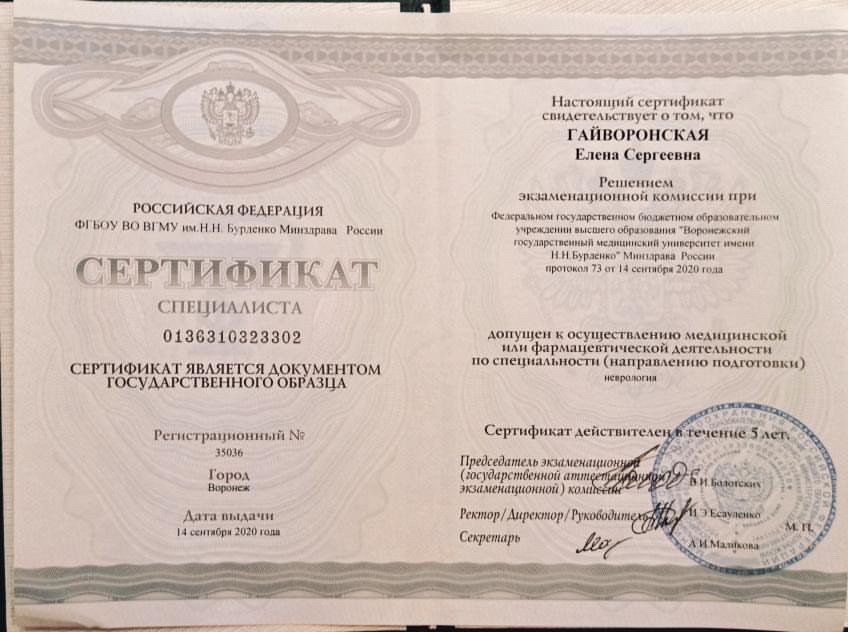 РОССИЙСКАЯ ФЕДЕРАЦИЯ
ФГБОУ ВО ВГМУ им.Н.Н. Бурденко Минздрава России
СЕРТИФИКАТ
СПЕЦИАЛИСТА
0136310323302
СЕРТИФИКАТ ЯВЛЯЕТСЯ ДОКУМЕНТОМ
ГОСУДАРСТВЕННОГО ОБРАЗЦА
Регистрационный №
35036
Город
Воронеж
Дата выдачи
14 сентября 2020 года
Настоящий сертификат
свидетельствует о том, что
ГАЙВОРОНСКАЯ
Елена Сергеевна
Решением
экзаменационной комиссии при
Федеральном государственном бюджетном образовательном
учреждении высшего образования "Воронежский
государственный медицинский университет имени
Н.Н.Бурденко" Минздрава России
протокол 73 от 14 сентября 2020 года
допущен к осуществлению медицинской
или фармацевтической деятельности
по специальности (направлению подготовки)
неврология
Сертификат действителен в течение 5 лет.
Председатель экзаменационной
(государственной аттестационной
экзаменационной) комиссии
В.И.Болотских
Ректор/Директор/Руководитель
И.Э.Есауленко
М. П.
Секретарь
А.И.Маликова